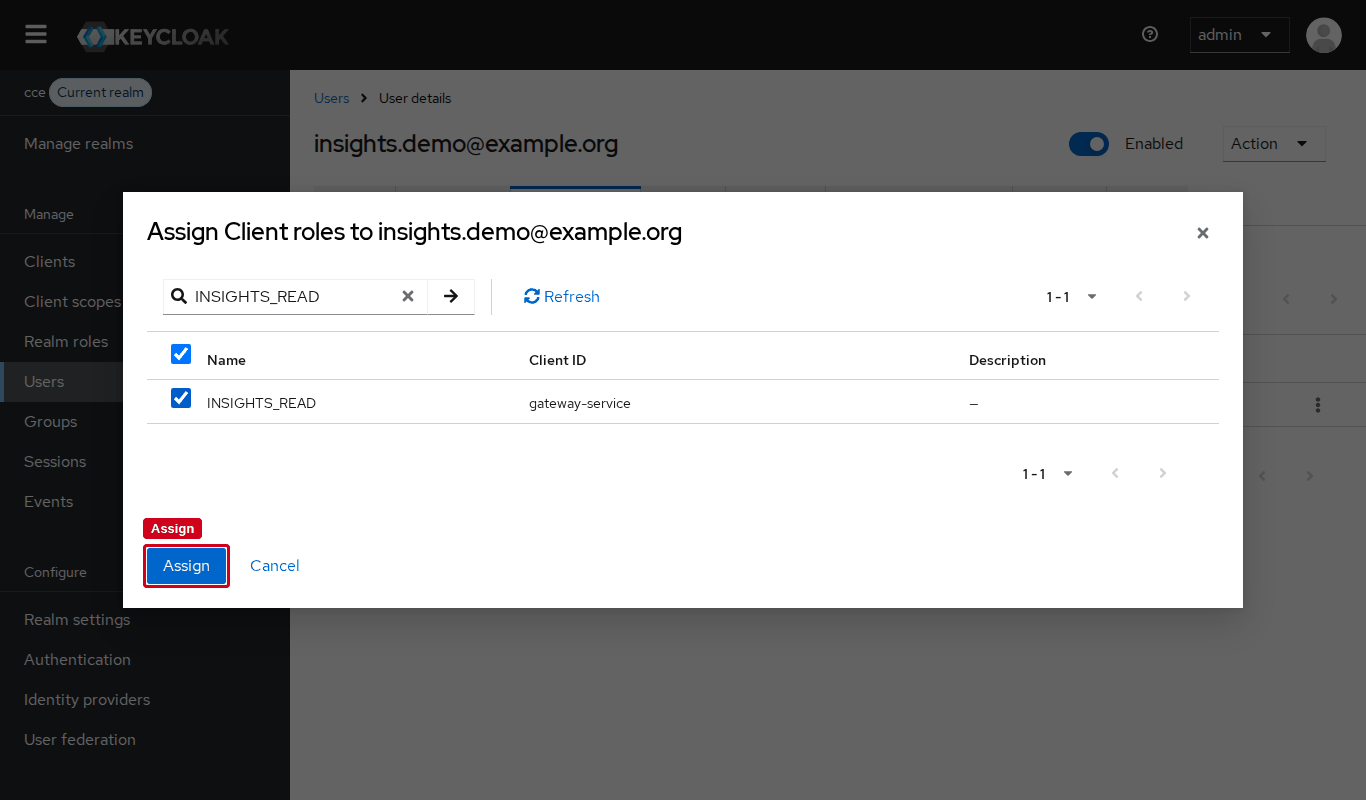 KEYCLOAK
admin
cce Current realm
Manage realms
Manage
Clients
Client scopes
Realm roles
Users
Groups
Sessions
Events
Configure
Realm settings
Authentication
Identity providers
User federation
Users > User details
insights.demo@example.org
Enabled
Action
Assign Client roles to insights.demo@example.org
INSIGHTS_READ
Refresh
1 - 1
Name Client ID Description
INSIGHTS_READ gateway-service —
1 - 1
Assign
Assign Cancel